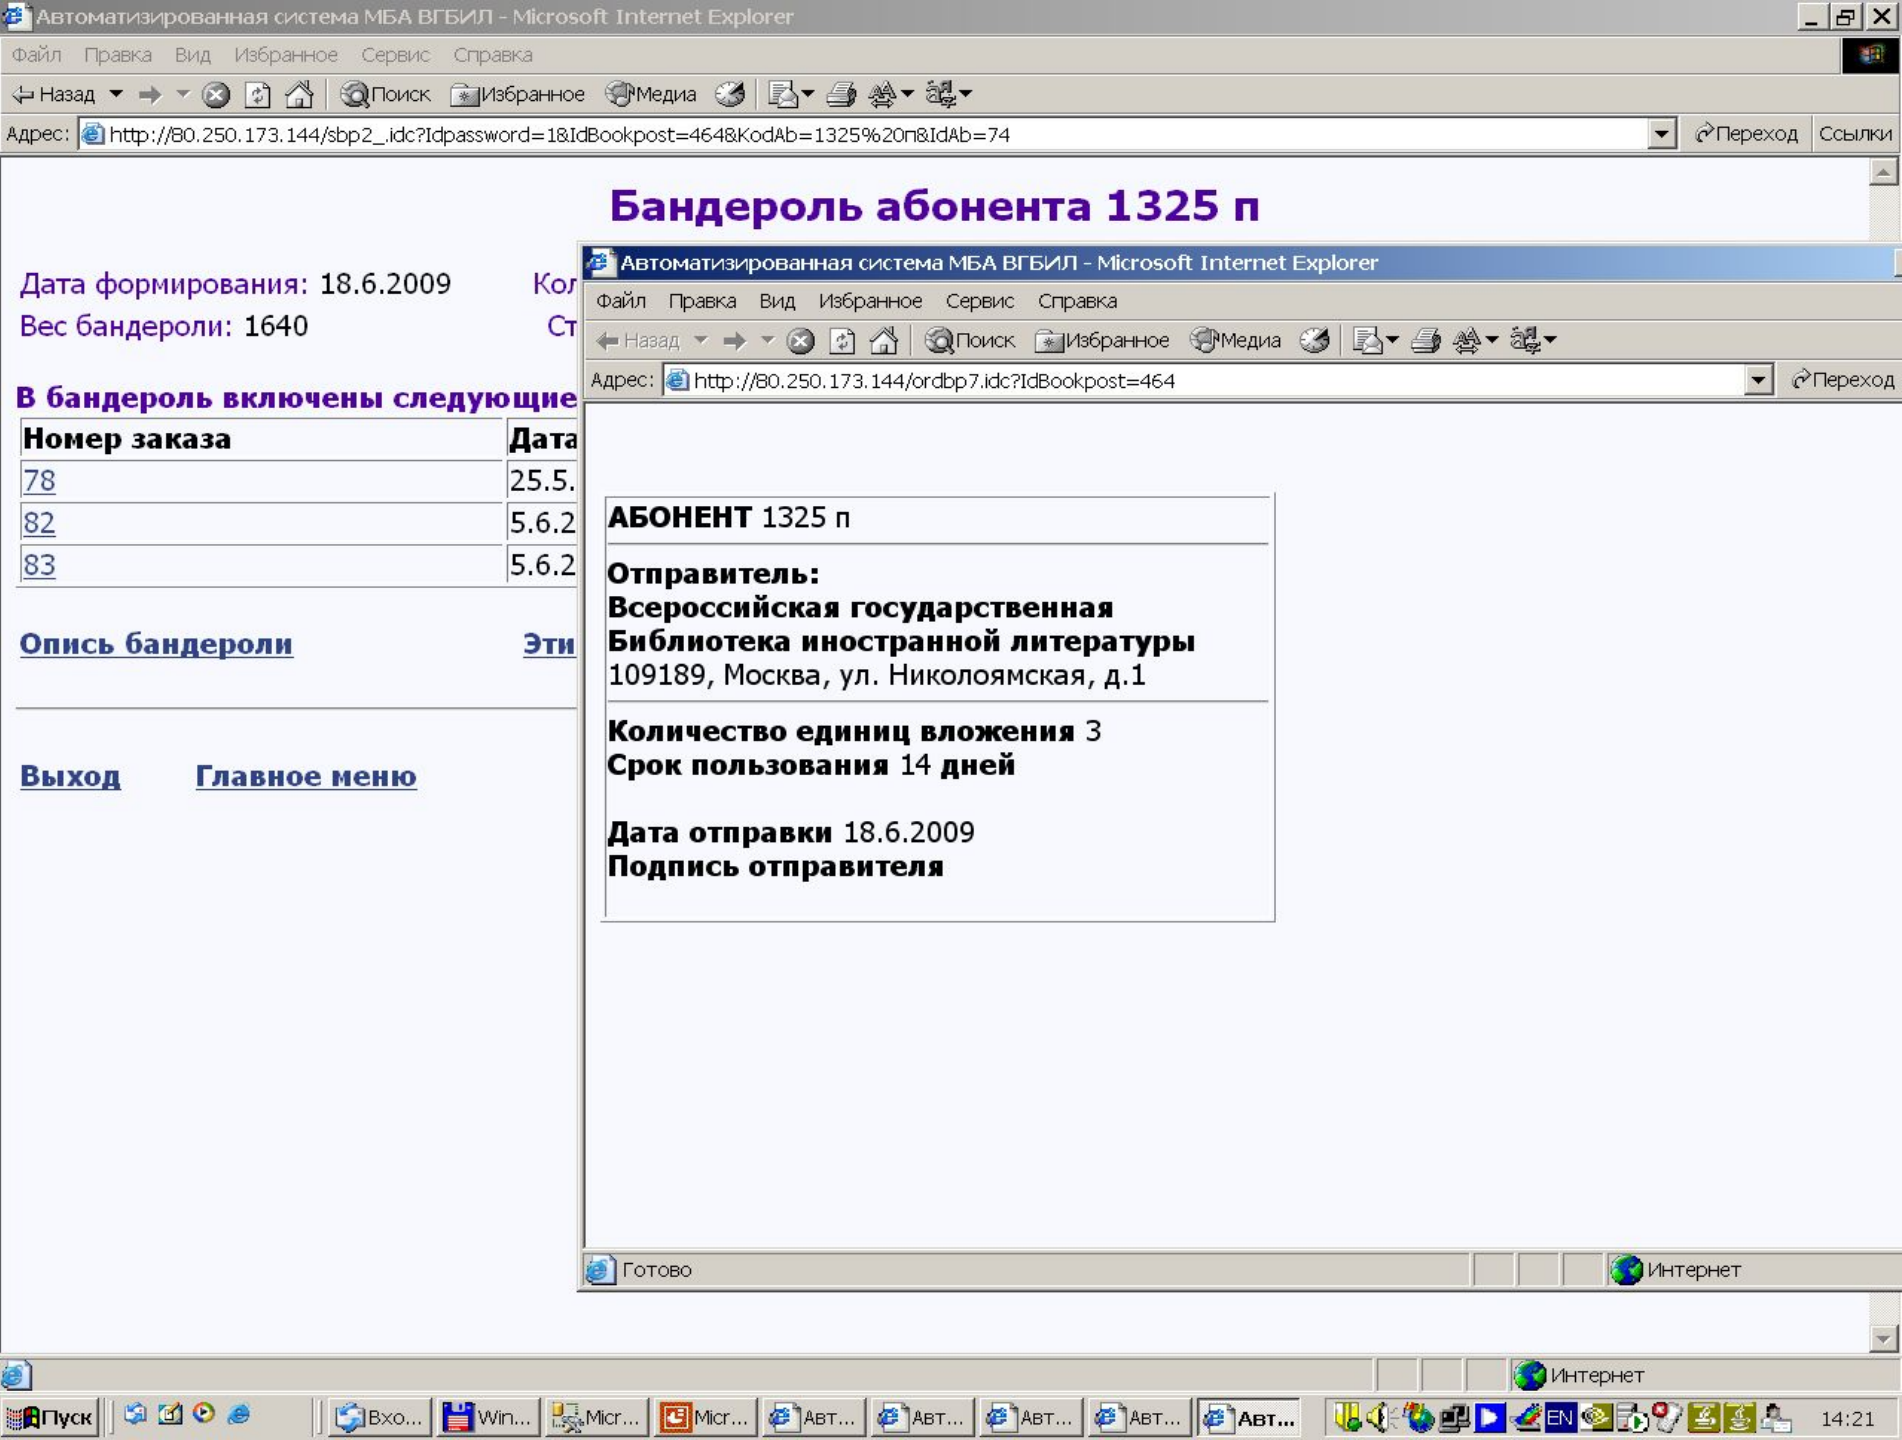 Автоматизированная система МБА ВГБИЛ - Microsoft Internet Explorer
Файл Правка Вид Избранное Сервис Справка
Назад Поиск Избранное Медиа
Адрес: http://80.250.173.144/sbp2_.idc?Idpassword=1&IdBookpost=464&KodAb=1325%20п&IdAb=74 Переход Ссылки
Бандероль абонента 1325 п
Дата формирования: 18.6.2009
Вес бандероли: 1640
В бандероль включены следующие
Номер заказа Дата
78 25.5.
82 5.6.2
83 5.6.2
Опись бандероли
Выход Главное меню
Автоматизированная система МБА ВГБИЛ - Microsoft Internet Explorer
Файл Правка Вид Избранное Сервис Справка
Назад Поиск Избранное Медиа
Адрес: http://80.250.173.144/ordbp7.idc?IdBookpost=464 Переход
АБОНЕНТ 1325 п
Отправитель:
Всероссийская государственная
Библиотека иностранной литературы
109189, Москва, ул. Николоямская, д.1
Количество единиц вложения 3
Срок пользования 14 дней
Дата отправки 18.6.2009
Подпись отправителя
Готово Интернет
Интернет
Пуск Вхо... Win... Micr... Micr... Авт... Авт... Авт... Авт... Авт... EN 14:21